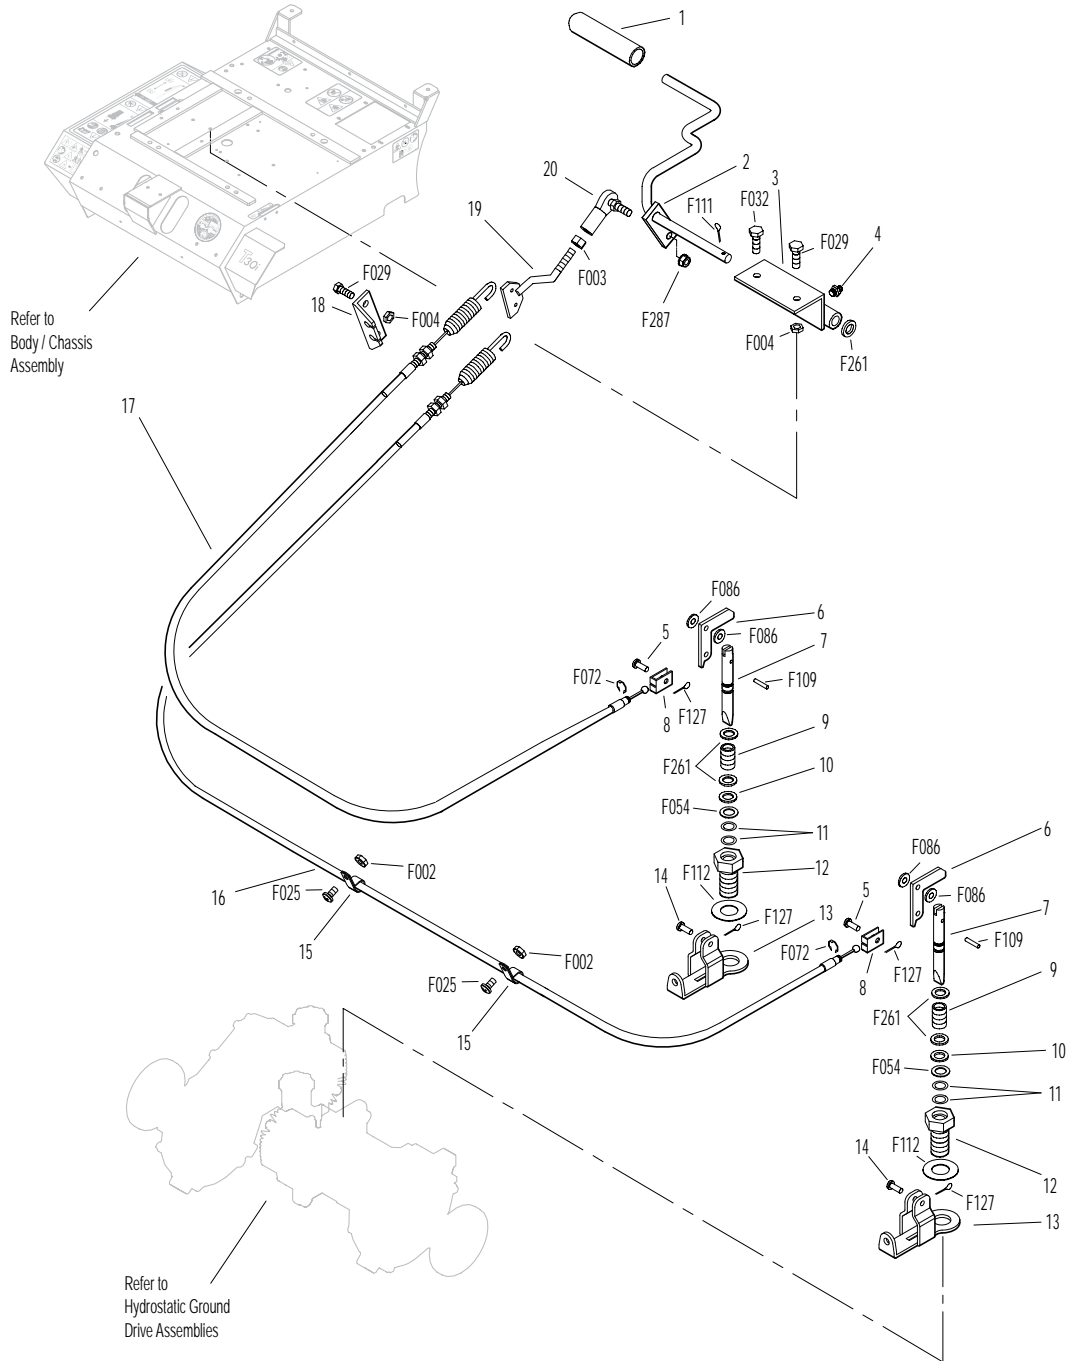 1
20
2
3
19
F111
F032
F029
4
F003
F029
18
F004
F287
F004
F261
Refer to
Body / Chassis
Assembly
T30i
17
F086
6
5
F086
7
F072
F109
8
F127
9
F261
10
F054
11
6
F086
F002
12
F112
14
5
F086
16
F025
F127
13
7
F072
F109
15
F002
8
F127
9
F025
F261
15
10
F054
11
F112
14
12
F127
13
Refer to
Hydrostatic Ground
Drive Assemblies